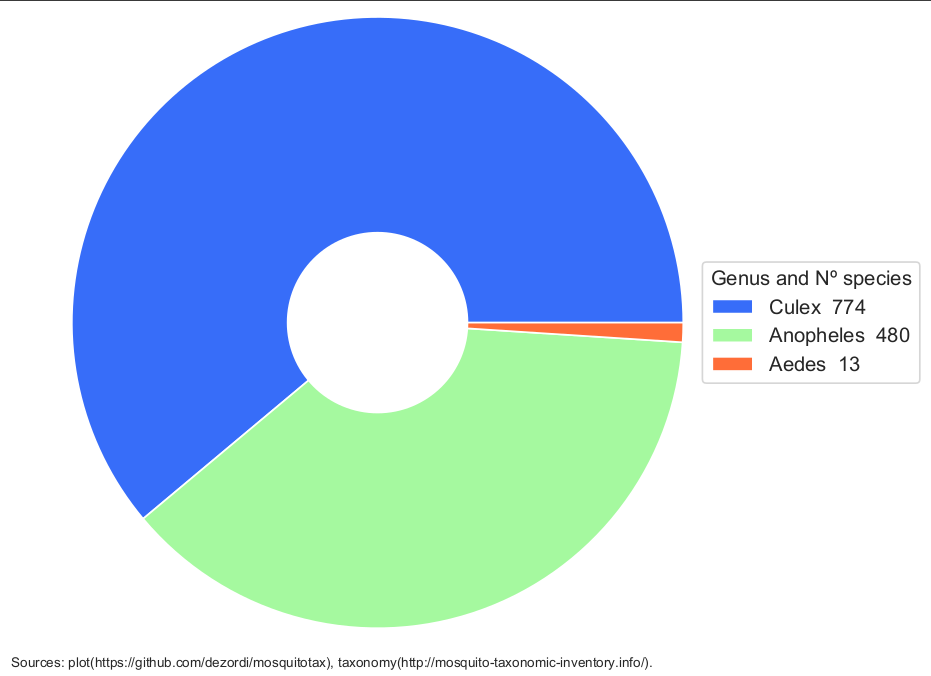 Genus and Nº species
Culex 774
Anopheles 480
Aedes 13
Sources: plot(https://github.com/dezordi/mosquitotax), taxonomy(http://mosquito-taxonomic-inventory.info/).